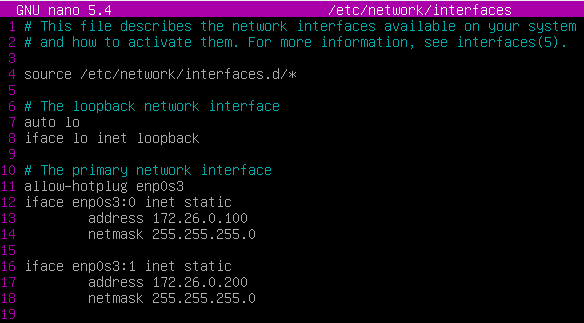 GNU nano 5.4 /etc/network/interfaces
1 # This file describes the network interfaces available on your system
2 # and how to activate them. For more information, see interfaces(5).
3
4 source /etc/network/interfaces.d/*
5
6 # The loopback network interface
7 auto lo
8 iface lo inet loopback
9
10 # The primary network interface
11 allow-hotplug enp0s3
12 iface enp0s3:0 inet static
13 address 172.26.0.100
14 netmask 255.255.255.0
15
16 iface enp0s3:1 inet static
17 address 172.26.0.200
18 netmask 255.255.255.0
19